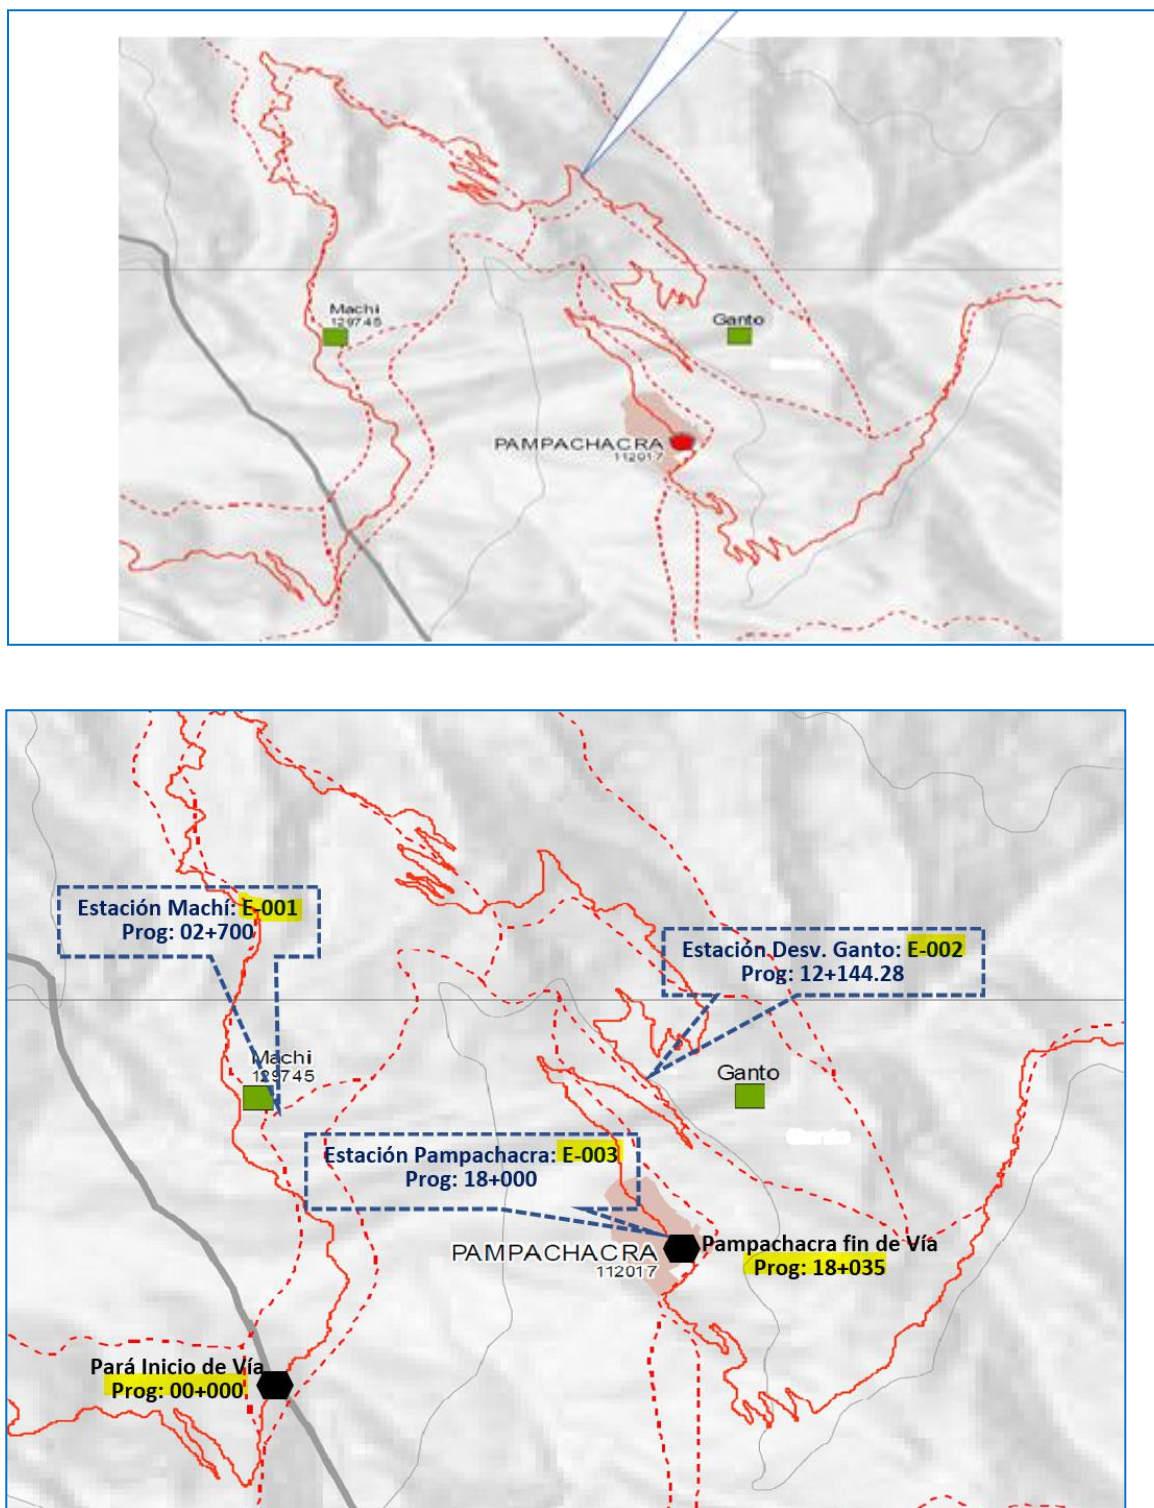 Machi
129745
Ganto
PAMPACHACRA
112017
Estación Machí: E-001
Prog: 02+700
Estación Desv. Ganto: E-002
Prog: 12+144.28
Machi
129745
Ganto
Estación Pampachacra: E-003
Prog: 18+000
PAMPACHACRA
112017
Pampachacra fin de Vía
Prog: 18+035
Pará Inicio de Vía
Prog: 00+000